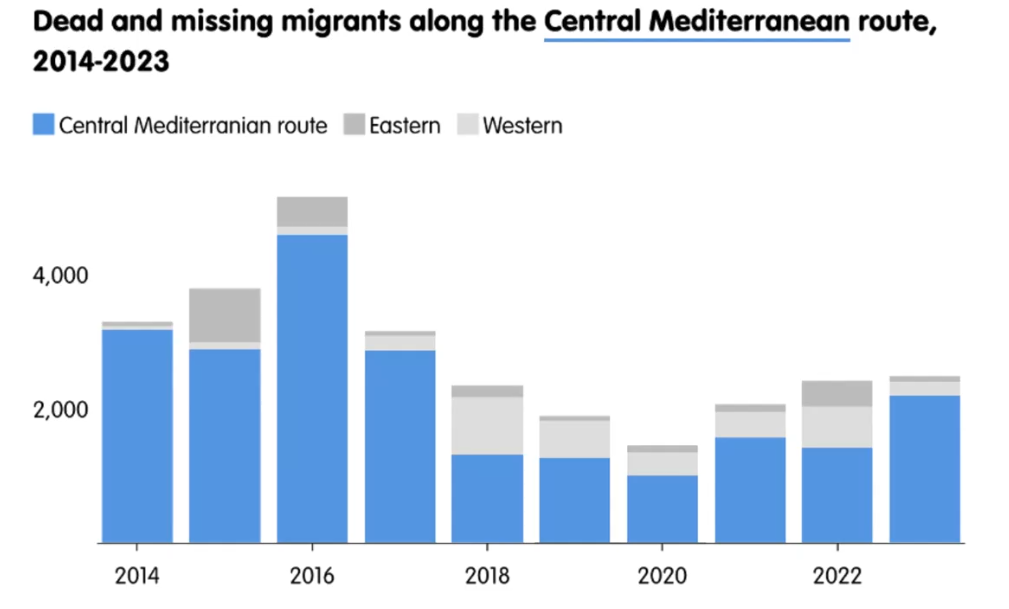 Dead and missing migrants along the Central Mediterranean route,
2014-2023
Central Mediterranian route Eastern Western
4,000
2,000
2014 2016 2018 2020 2022